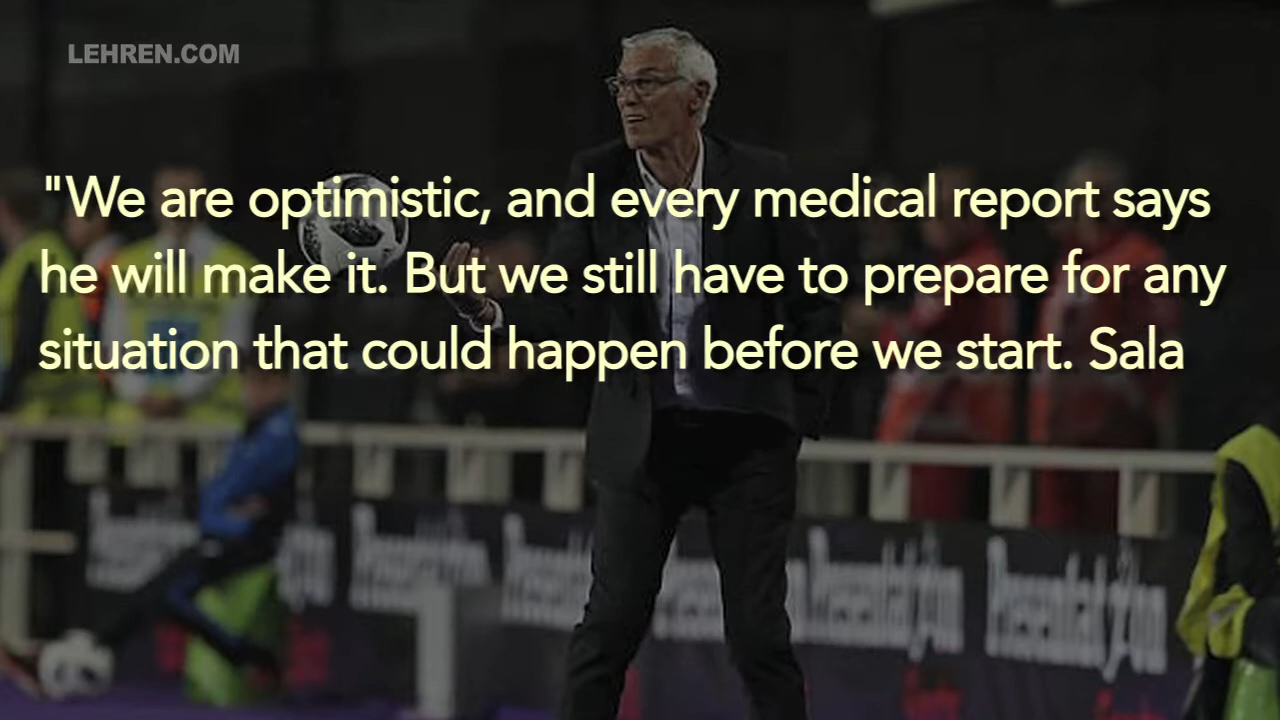 LEHREN.COM
"We are optimistic, and every medical report says
he will make it. But we still have to prepare for any
situation that could happen before we start. Sala